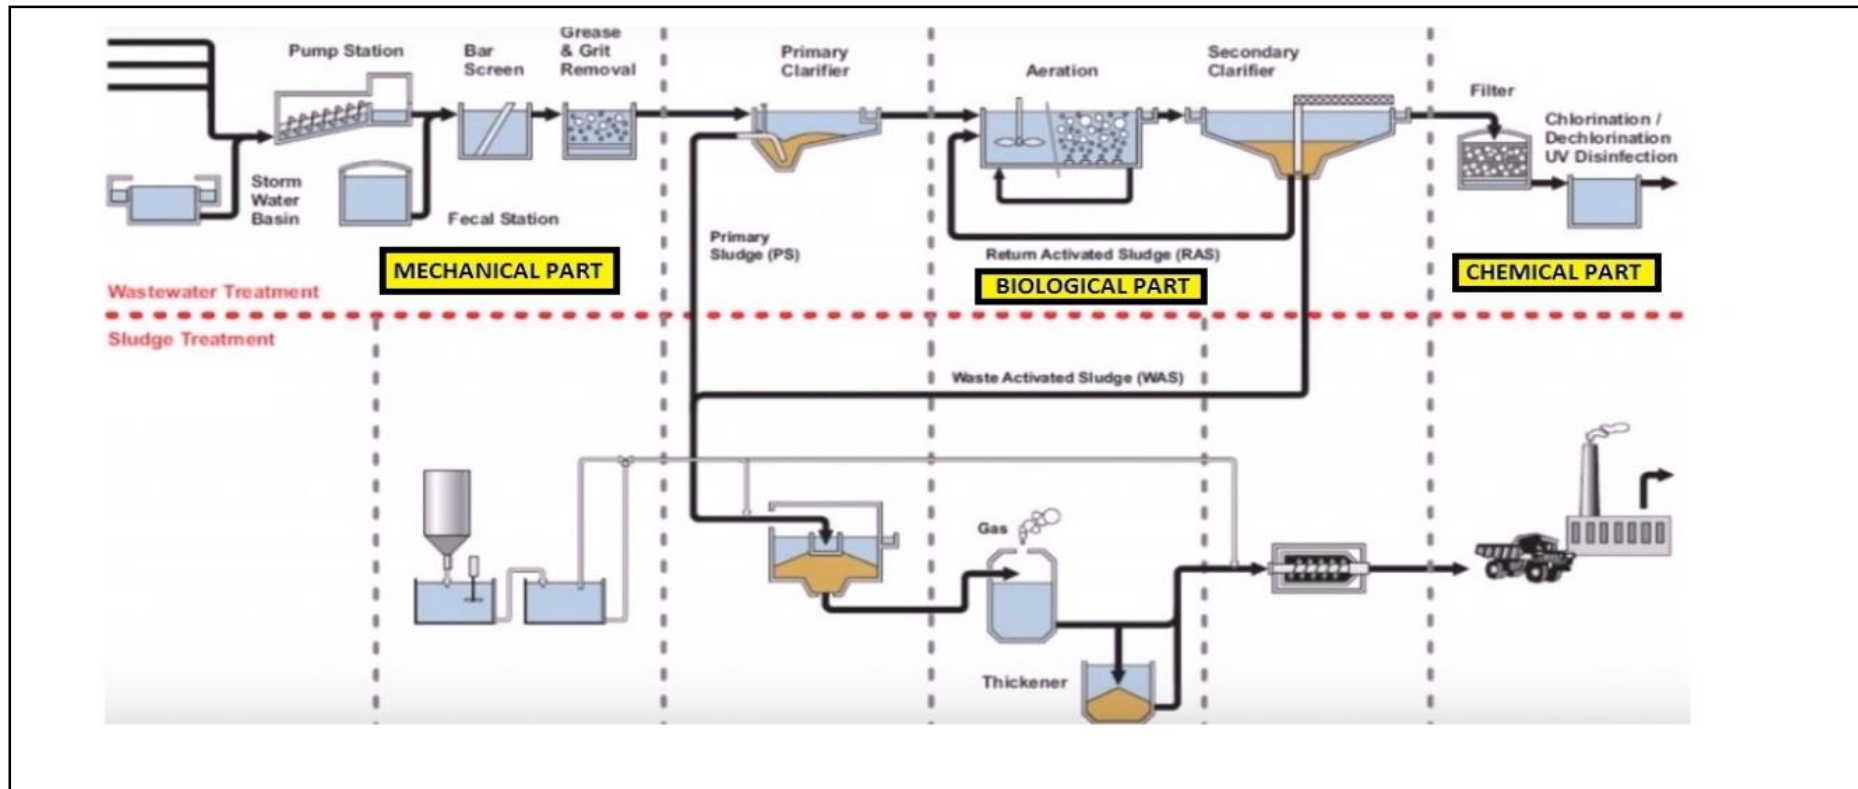 Pump Station
Bar
Screen
Grease
& Grit
Removal
Primary
Clarifier
Aeration
Secondary
Clarifier
Filter
Chlorination /
Dechlorination
UV Disinfection
Storm
Water
Basin
Fecal Station
Primary
Sludge (PS)
Return Activated Sludge (RAS)
MECHANICAL PART
BIOLOGICAL PART
CHEMICAL PART
Wastewater Treatment
Sludge Treatment
Waste Activated Sludge (WAS)
Gas
Thickener